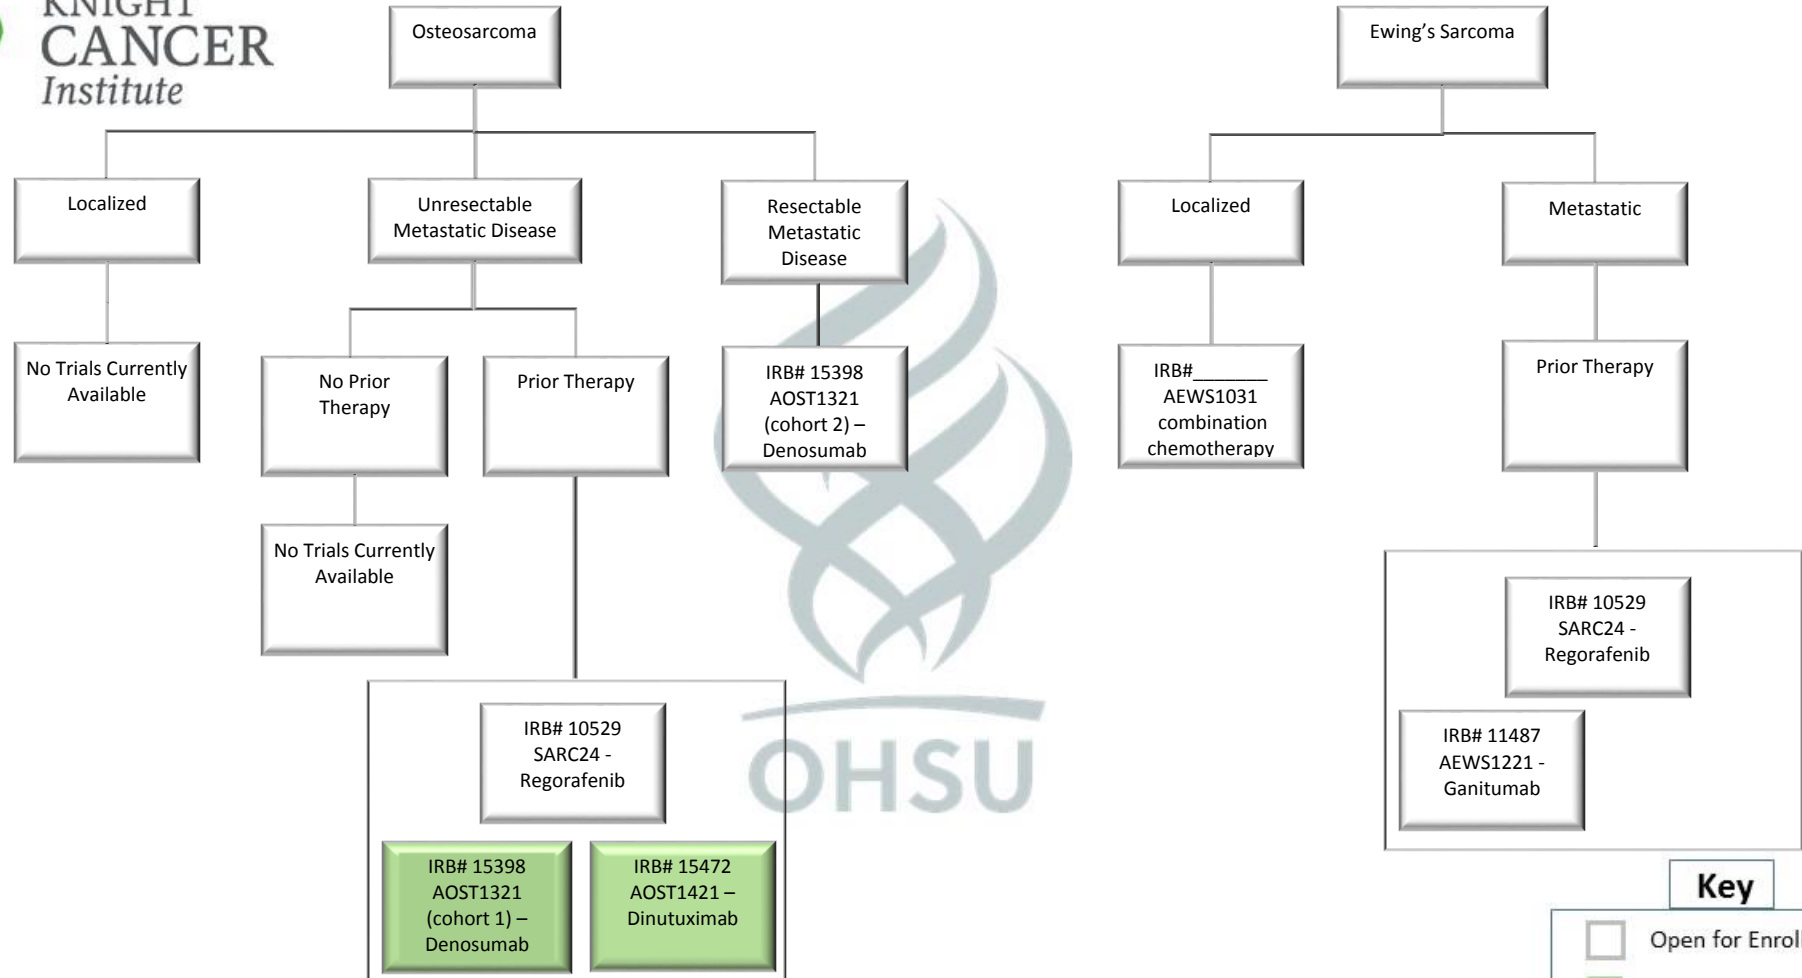 KNIGHT
CANCER
Institute
Osteosarcoma
Ewing’s Sarcoma
Localized
Unresectable
Metastatic Disease
Resectable
Metastatic
Disease
Localized
Metastatic
No Trials Currently
Available
No Prior
Therapy
Prior Therapy
IRB# 15398
AOST1321
(cohort 2) –
Denosumab
IRB#_______
AEWS1031
combination
chemotherapy
Prior Therapy
No Trials Currently
Available
IRB# 10529
SARC24 -
Regorafenib
IRB# 10529
SARC24 -
Regorafenib
IRB# 11487
AEWS1221 -
Ganitumab
IRB# 15398
AOST1321
(cohort 1) –
Denosumab
IRB# 15472
AOST1421 –
Dinutuximab
OHSU
Key
Open for Enroll